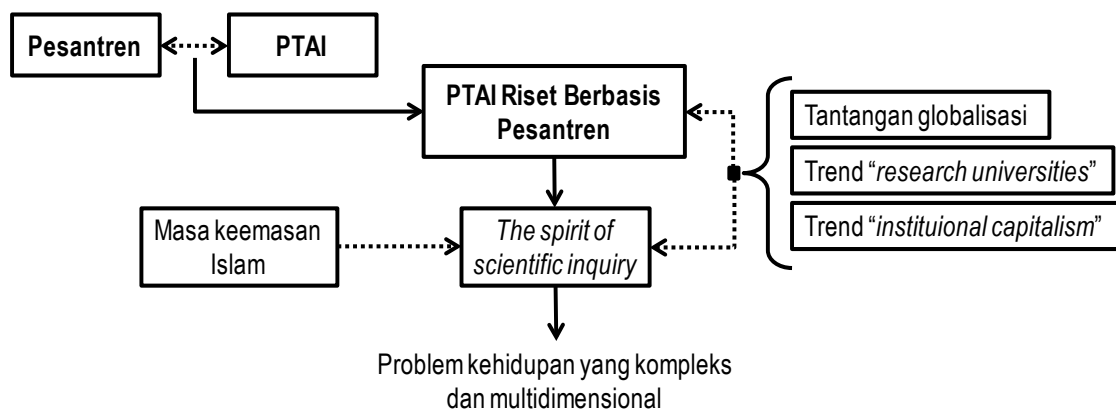 Pesantren
PTAI
PTAI Riset Berbasis
Pesantren
Tantangan globalisasi
Trend “research universities”
Trend “instituional capitalism”
Masa keemasan
Islam
The spirit of
scientific inquiry
Problem kehidupan yang kompleks
dan multidimensional